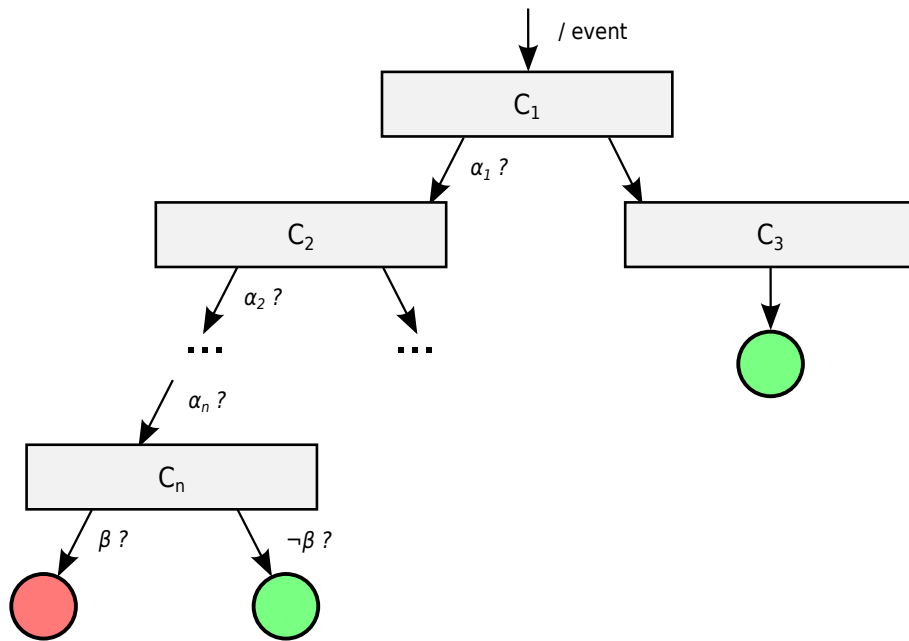 / event
C₁
α₁ ?
C₂
C₃
α₂ ?
... ...
αₙ ?
Cₙ
β ?
¬β ?